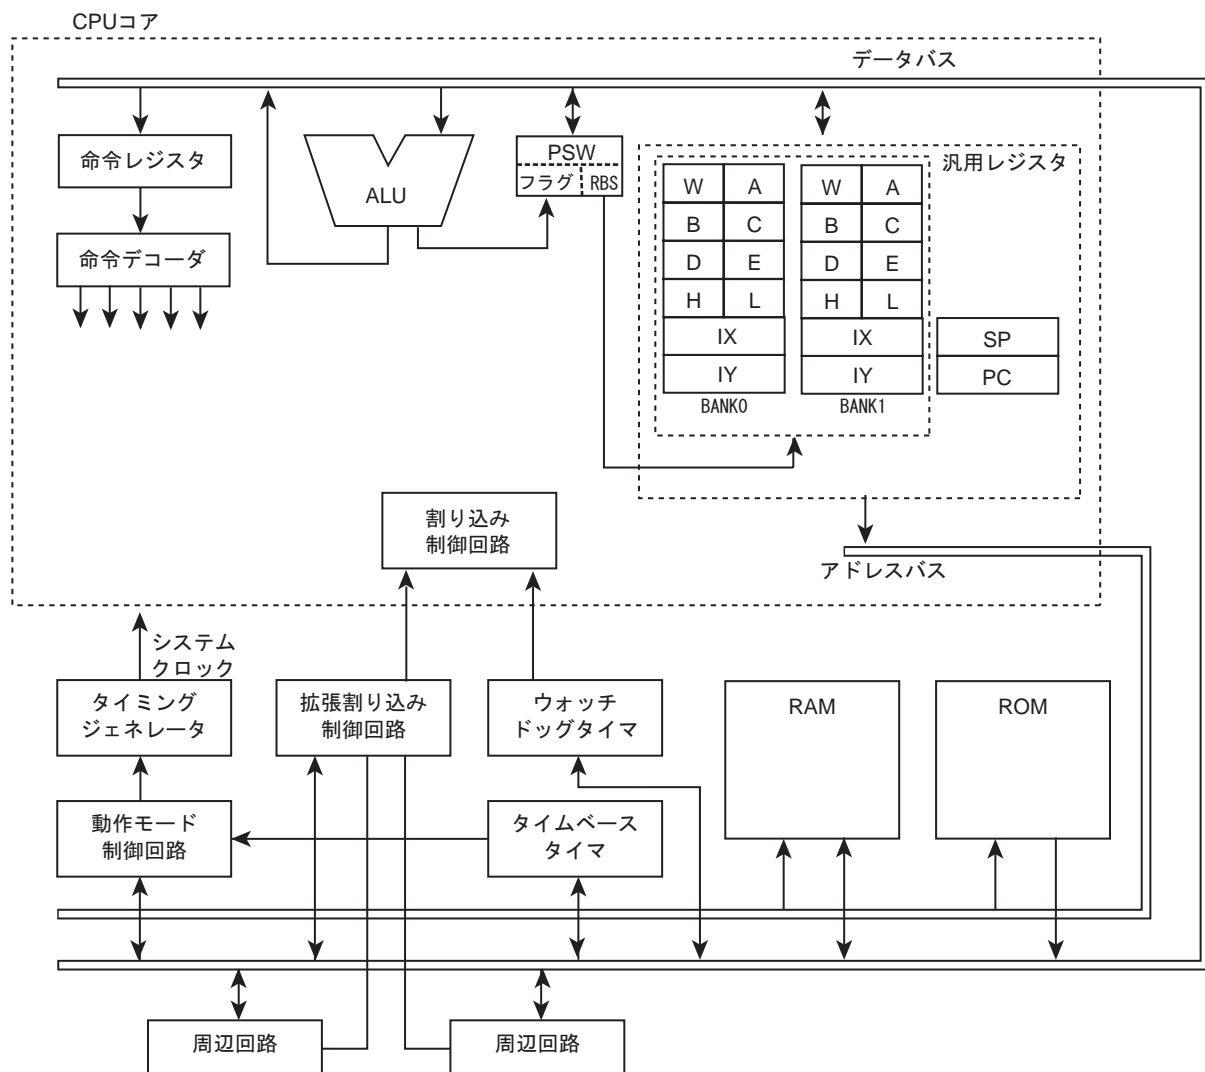 CPUコア
データバス
命令レジスタ
命令デコーダ
ALU
PSW
フラグ RBS
汎用レジスタ
W A W A
B C B C
D E D E
H L H L
IX IX SP
IY IY PC
BANK0 BANK1
割り込み
制御回路
アドレスバス
システム
クロック
タイミング
ジェネレータ
拡張割り込み
制御回路
ウォッチ
ドッグタイマ
RAM
ROM
動作モード
制御回路
タイムベース
タイマ
周辺回路
周辺回路